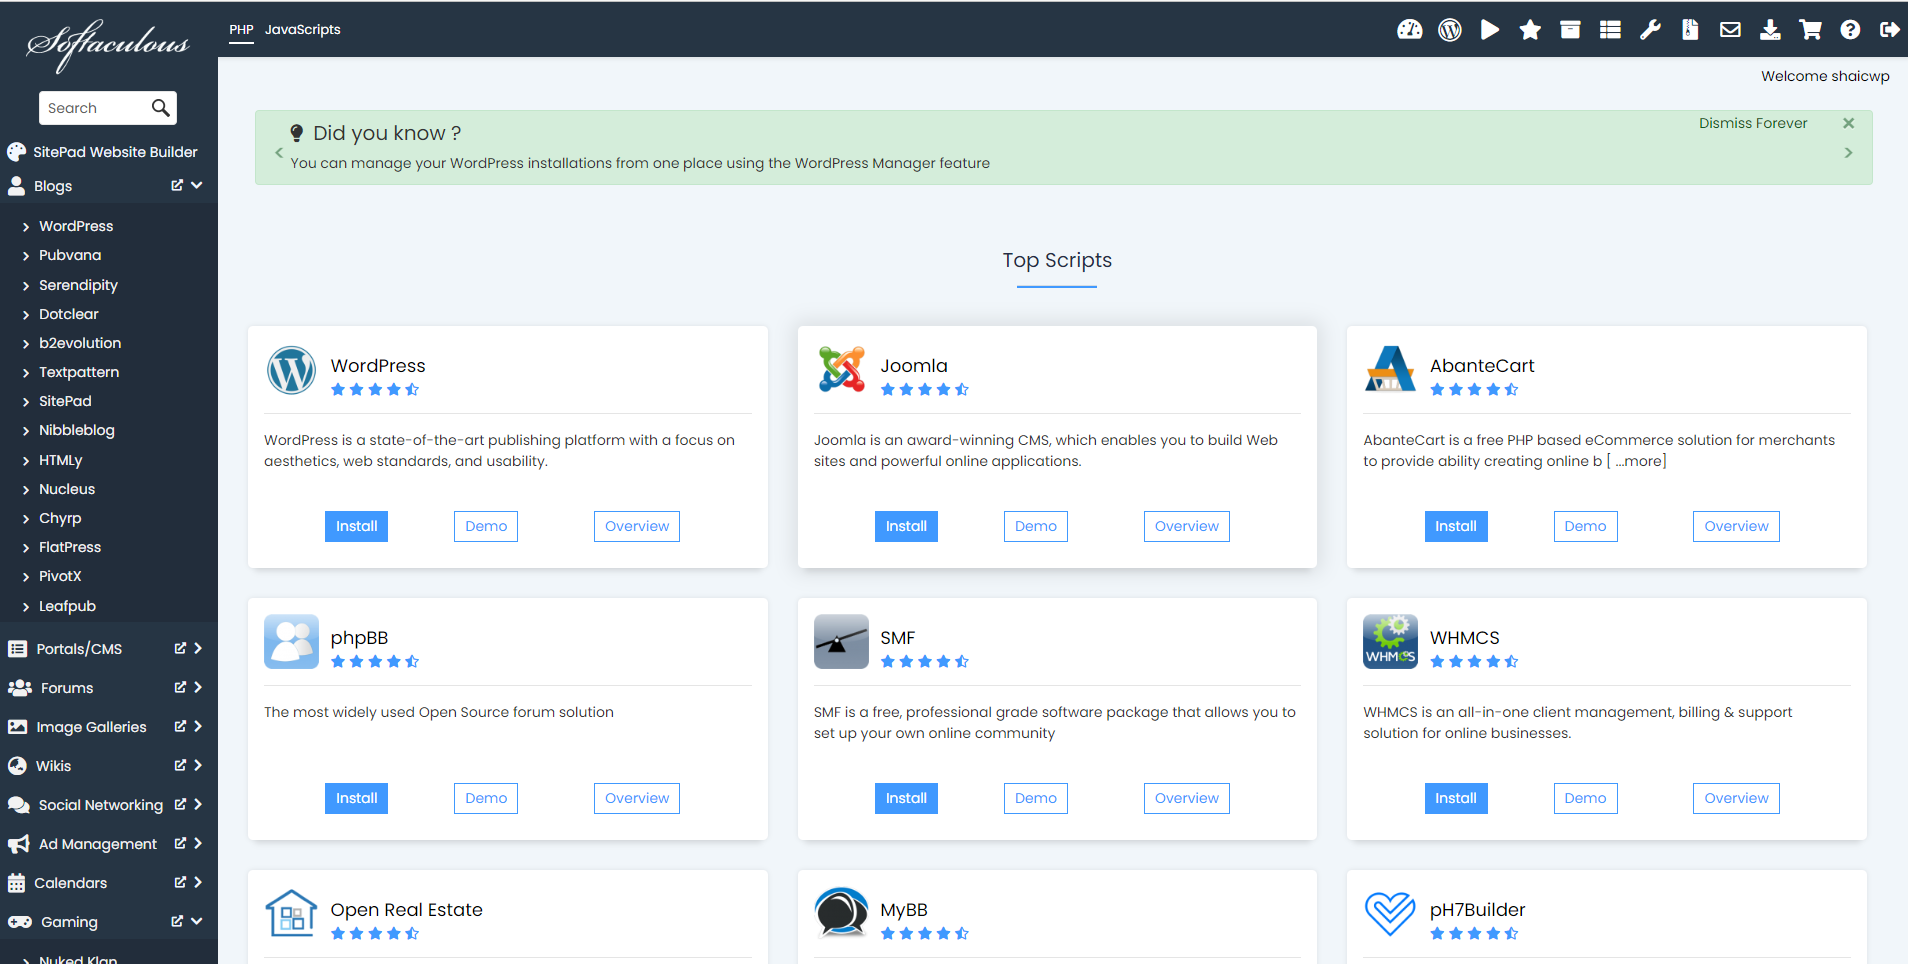 Softaculous
PHP JavaScripts
Welcome shaicwp
Search
SitePad Website Builder
Blogs
WordPress
Pubvana
Serendipity
Dotclear
b2evolution
Textpattern
SitePad
Nibbleblog
HTMLy
Nucleus
Chyrp
FlatPress
PivotX
Leafpub
Portals/CMS
Forums
Image Galleries
Wikis
Social Networking
Ad Management
Calendars
Gaming
Nuked Klan
Did you know ?
Dismiss Forever
You can manage your WordPress installations from one place using the WordPress Manager feature
Top Scripts
WordPress
WordPress is a state-of-the-art publishing platform with a focus on
aesthetics, web standards, and usability.
Install Demo Overview
Joomla
Joomla is an award-winning CMS, which enables you to build Web
sites and powerful online applications.
Install Demo Overview
AbanteCart
AbanteCart is a free PHP based eCommerce solution for merchants
to provide ability creating online b [ ...more]
Install Demo Overview
phpBB
The most widely used Open Source forum solution
Install Demo Overview
SMF
SMF is a free, professional grade software package that allows you to
set up your own online community
Install Demo Overview
WHMCS
WHMCS
WHMCS is an all-in-one client management, billing & support
solution for online businesses.
Install Demo Overview
Open Real Estate
MyBB
pH7Builder